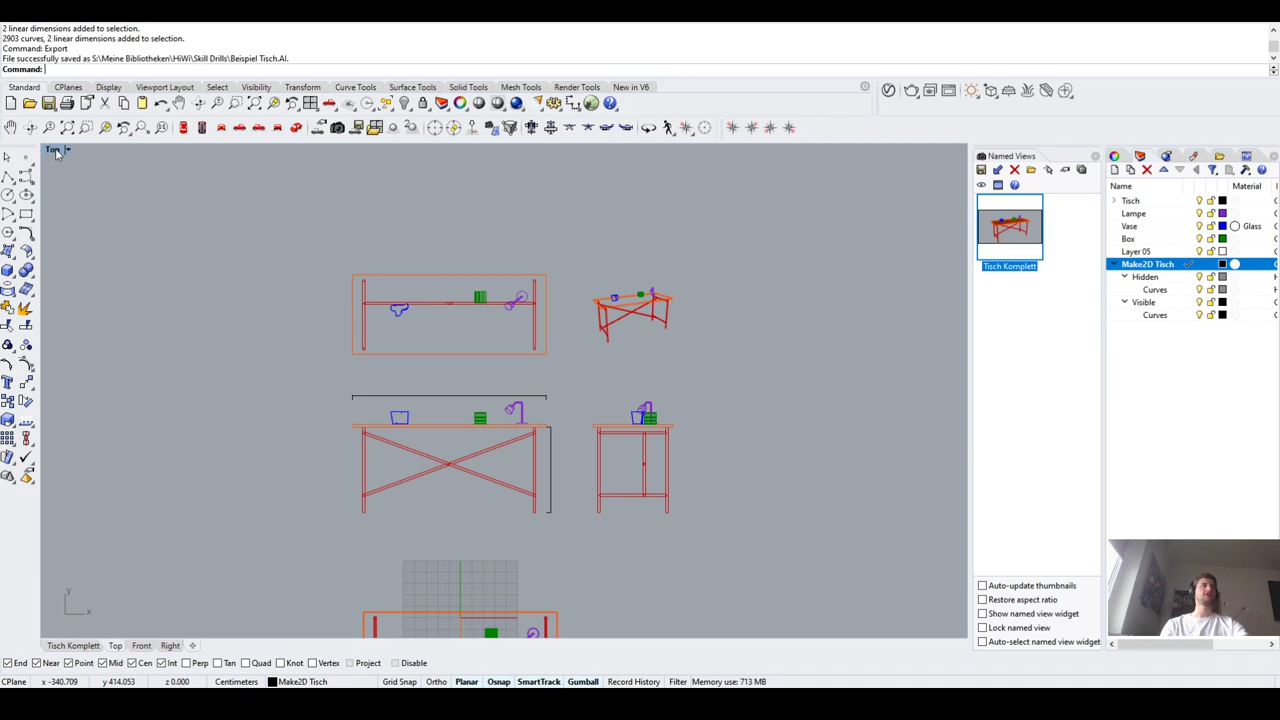 2 linear dimensions added to selection.
2903 curves, 2 linear dimensions added to selection.
Command: Export
File successfully saved as S:\Meine Bibliotheken\HiWi\Skill Drills\Beispiel Tisch.AI.
Command:
Standard CPlanes Display Viewport Layout Select Visibility Transform Curve Tools Surface Tools Solid Tools Mesh Tools Render Tools New in V6
Top
Named Views
Tisch Komplett
Name Material
Tisch
Lampe
Vase Glass
Box
Layer 05
Make2D Tisch
Hidden
Curves
Visible
Curves
Auto-update thumbnails
Restore aspect ratio
Show named view widget
Lock named view
Auto-select named view widget
y
x
Tisch Komplett Top Front Right
End Near Point Mid Cen Int Perp Tan Quad Knot Vertex Project Disable
CPlane x -340.709 y 414.053 z 0.000 Centimeters Make2D Tisch Grid Snap Ortho Planar Osnap SmartTrack Gumball Record History Filter Memory use: 713 MB